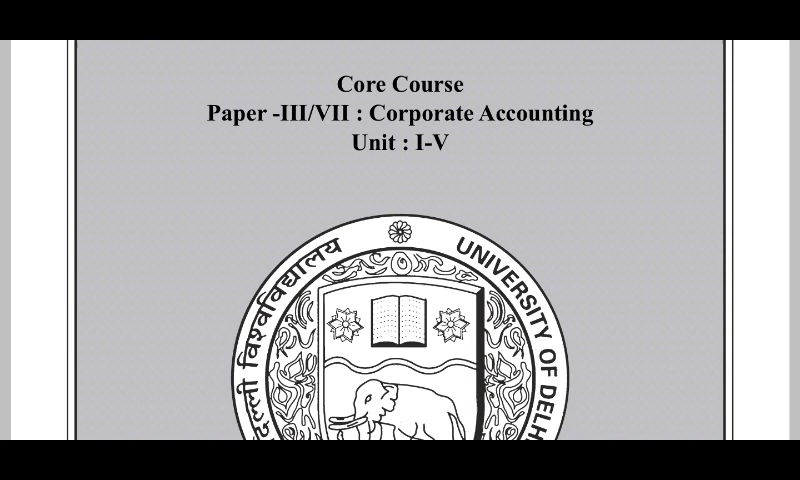 Core Course
Paper -III/VII : Corporate Accounting
Unit : I-V
विश्वविद्यालय
UNIVERSITY OF